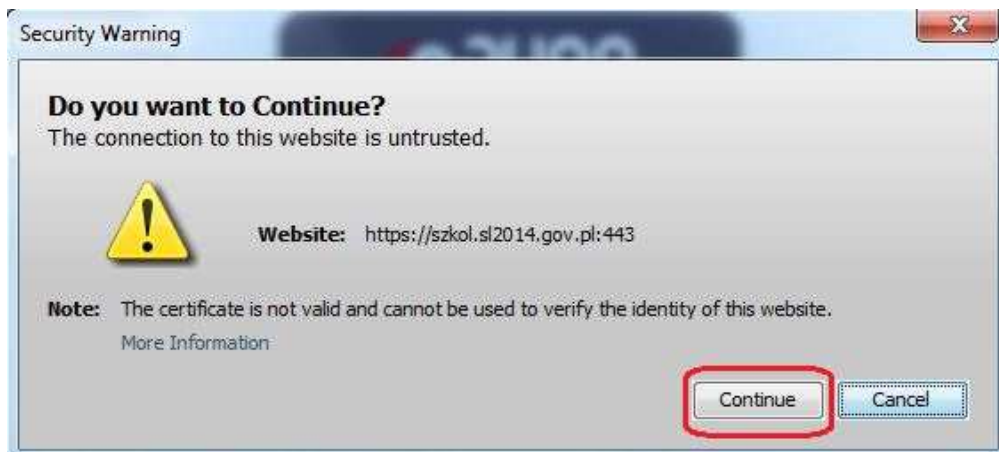 Security Warning
Do you want to Continue?
The connection to this website is untrusted.
Website: https://szkol.sl2014.gov.pl:443
Note: The certificate is not valid and cannot be used to verify the identity of this website.
More Information
Continue Cancel